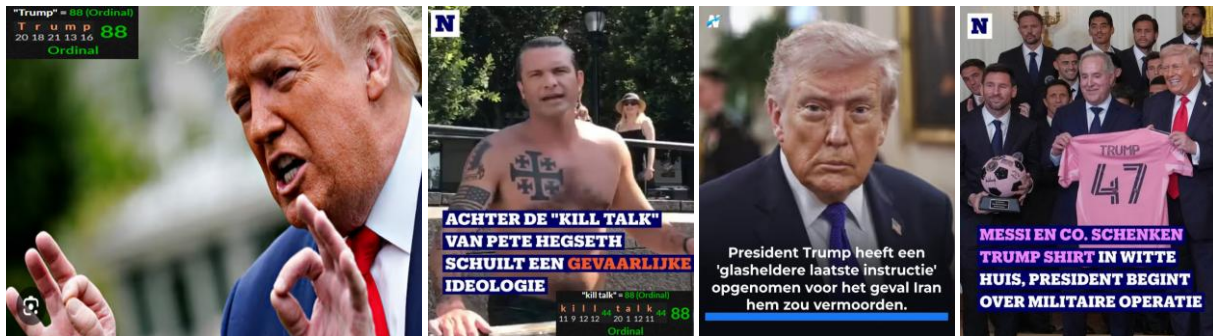 "Trump" = 88 (Ordinal)
T r u m p
20 18 21 13 16
88
Ordinal
N
ACHTER DE "KILL TALK"
VAN PETE HEGSETH
SCHUILT EEN GEVAARLIJKE
IDEOLOGIE
"kill talk" = 88 (Ordinal)
k i l l 44 t a l k 44 88
11 9 12 12 20 1 12 11
Ordinal
N
President Trump heeft een
'glasheldere laatste instructie'
opgenomen voor het geval Iran
hem zou vermoorden.
N
TRUMP
47
MESSI EN CO. SCHENKEN
TRUMP SHIRT IN WITTE
HUIS, PRESIDENT BEGINT
OVER MILITAIRE OPERATIE